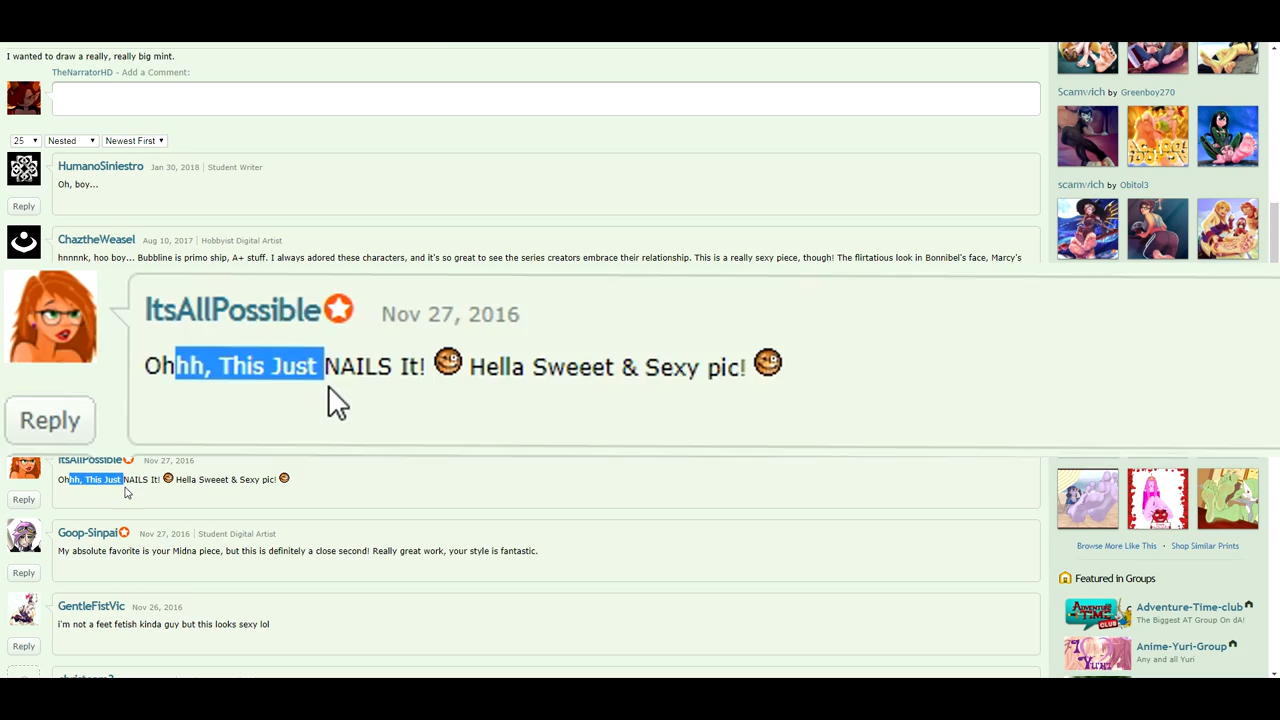 I wanted to draw a really, really big mint.
TheNarratorHD - Add a Comment:
Scamwich by Greenboy270
25 Nested Newest First
HumanoSiniestro Jan 30, 2018 | Student Writer
Oh, boy...
Reply
scamwich by Obitol3
ChaztheWeasel Aug 10, 2017 | Hobbyist Digital Artist
hnnnnk, hoo boy... Bubbline is primo ship, A+ stuff. I always adored these characters, and it's so great to see the series creators embrace their relationship. This is a really sexy piece, though! The flirtatious look in Bonnibel's face, Marcy's
ItsAllPossible Nov 27, 2016
Ohhh, This Just NAILS It! Hella Sweeet & Sexy pic!
Reply
ItsAllPossible Nov 27, 2016
Ohhh, This Just NAILS It! Hella Sweeet & Sexy pic!
Reply
Goop-Sinpai Nov 27, 2016 | Student Digital Artist
My absolute favorite is your Midna piece, but this is definitely a close second! Really great work, your style is fantastic.
Reply
Browse More Like This · Shop Similar Prints
Featured in Groups
GentleFistVic Nov 26, 2016
i'm not a feet fetish kinda guy but this looks sexy lol
Reply
ADVENTURE TIME CLUB
Adventure-Time-club
The Biggest AT Group On dA!
Anime-Yuri-Group
Any and all Yuri